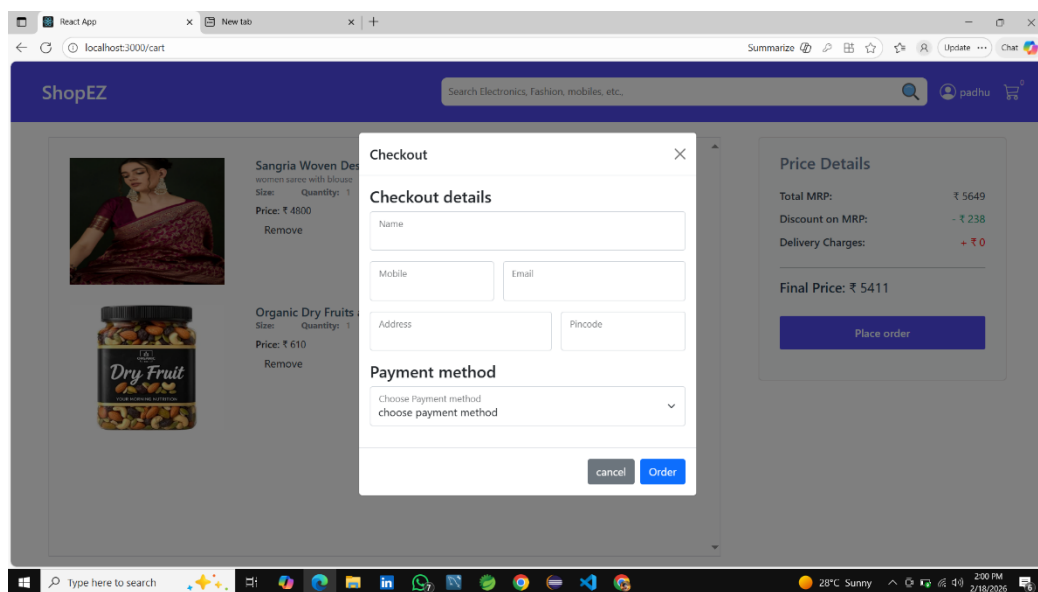 React App
New tab
localhost:3000/cart
Summarize
Update
Chat
ShopEZ
Search Electronics, Fashion, mobiles, etc.,
padhu
0
Sangria Woven Des
women saree with blouse
Size: Quantity: 1
Price: ₹ 4800
Remove
Organic Dry Fruits
Size: Quantity: 1
Price: ₹ 610
Remove
Dry Fruit
YOUR MORNING NUTRITION
Checkout
Checkout details
Name
Mobile
Email
Address
Pincode
Payment method
Choose Payment method
choose payment method
cancel
Order
Price Details
Total MRP: ₹ 5649
Discount on MRP: - ₹ 238
Delivery Charges: + ₹ 0
Final Price: ₹ 5411
Place order
Type here to search
28°C Sunny
2:00 PM
2/18/2026